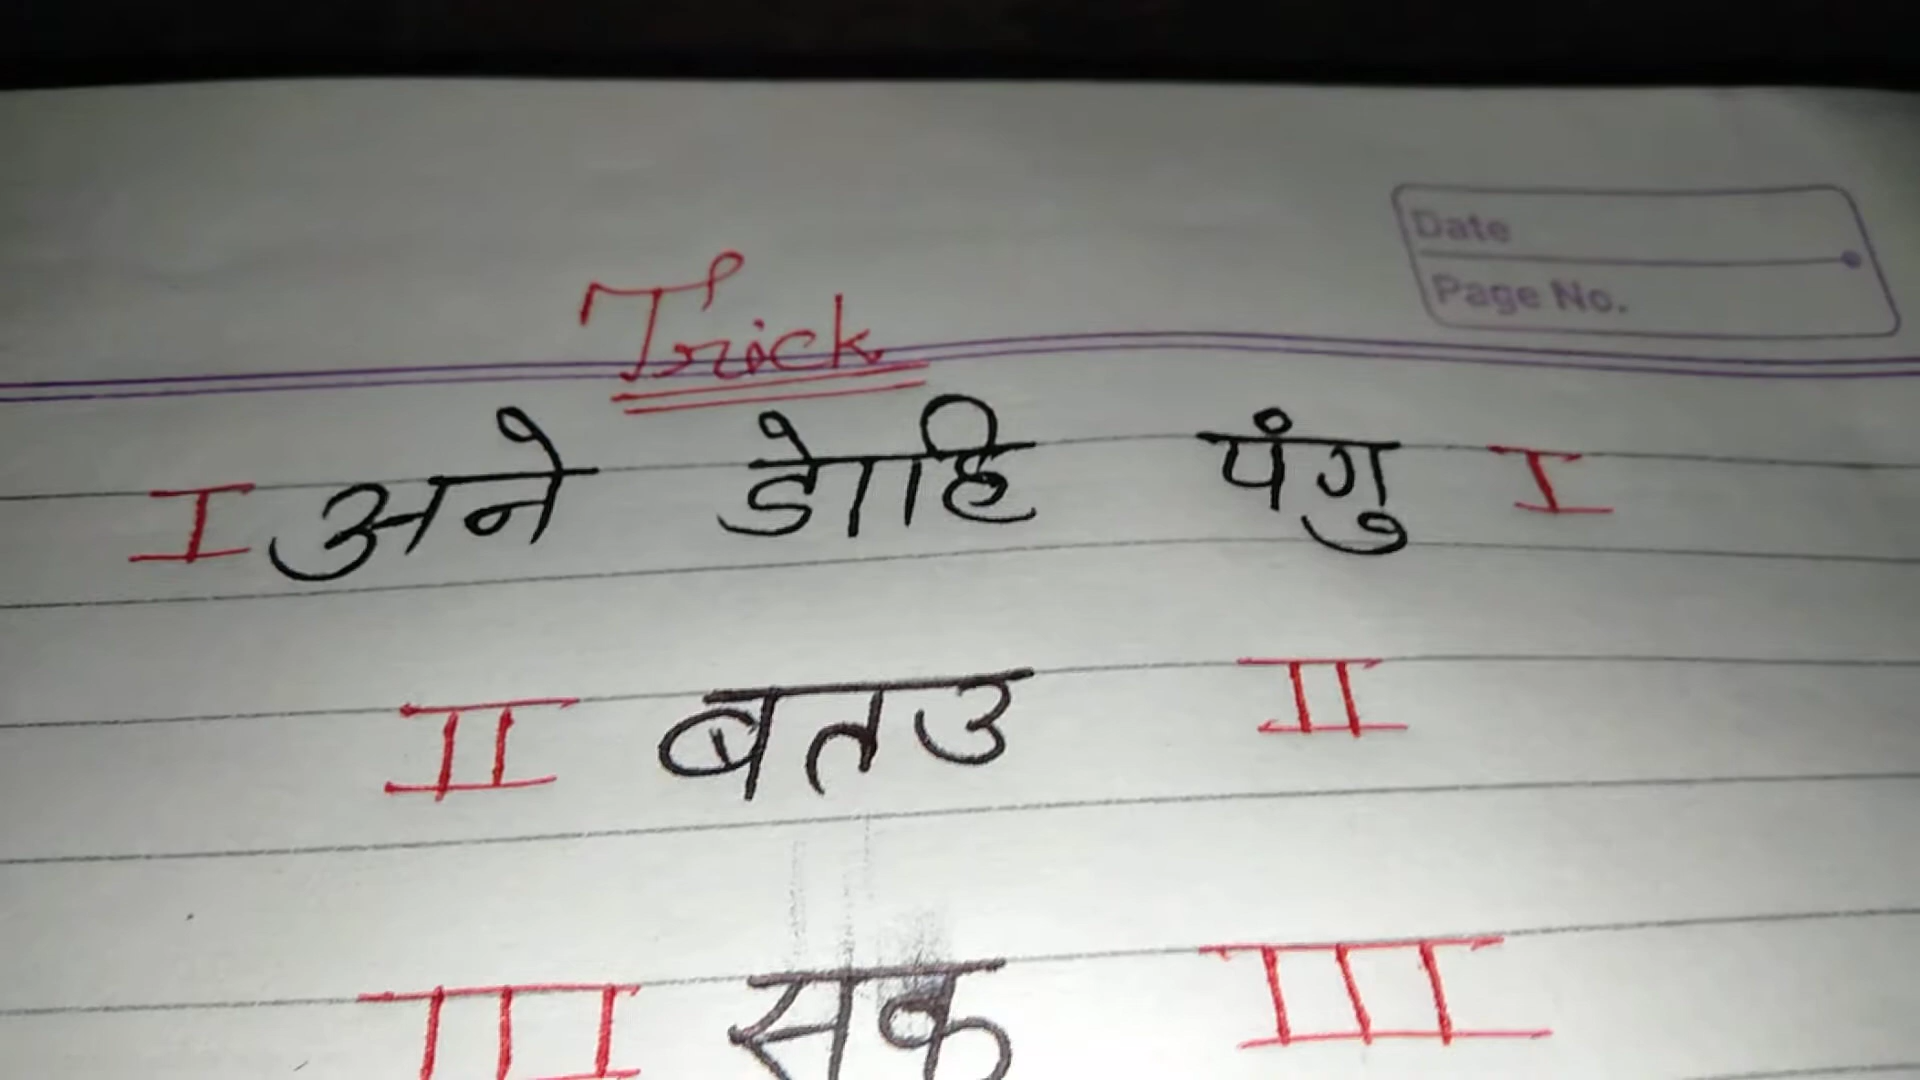 Date
Page No.
Trick
I अने डोहि पंगु I
II बतउ II
III सक III